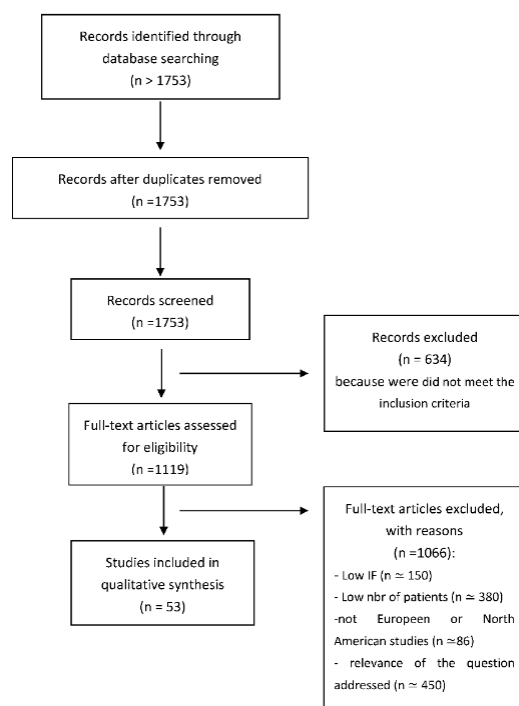 Records identified through
database searching
(n > 1753)
Records after duplicates removed
(n =1753)
Records screened
(n =1753)
Records excluded
(n = 634)
because were did not meet the
inclusion criteria
Full-text articles assessed
for eligibility
(n =1119)
Full-text articles excluded,
with reasons
(n =1066):
- Low IF (n ≃ 150)
- Low nbr of patients (n ≃ 380)
-not Europeen or North
American studies (n ≃86)
- relevance of the question
addressed (n ≃ 450)
Studies included in
qualitative synthesis
(n = 53)